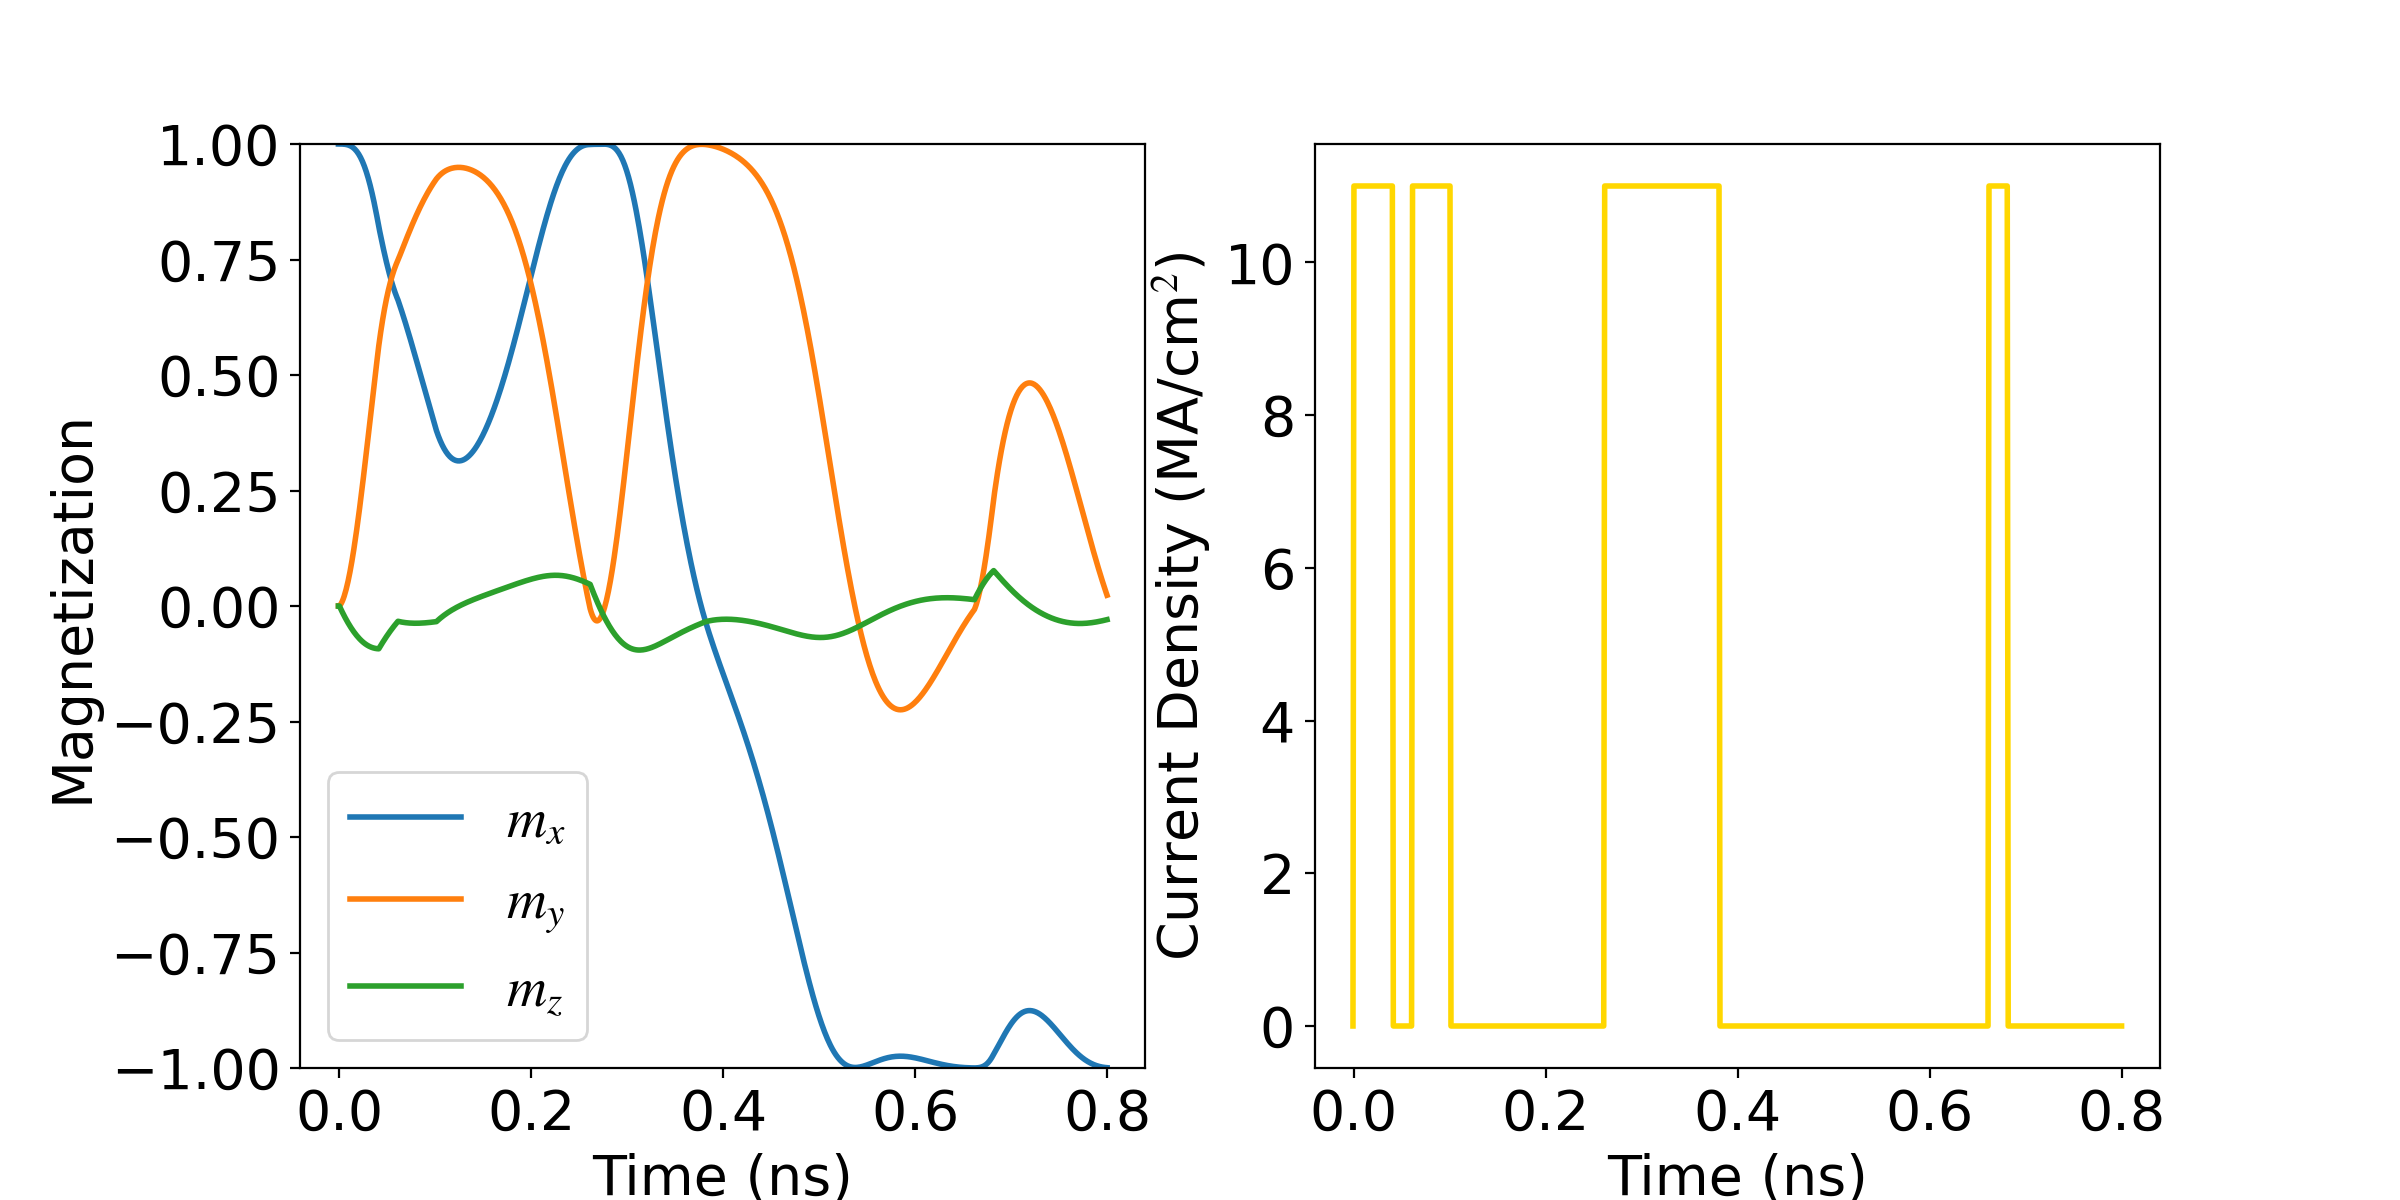 Magnetization
1.00
0.75
0.50
0.25
0.00
−0.25
−0.50
−0.75
−1.00
m_x
m_y
m_z
0.0 0.2 0.4 0.6 0.8
Time (ns)
Current Density (MA/cm²)
10
8
6
4
2
0
0.0 0.2 0.4 0.6 0.8
Time (ns)